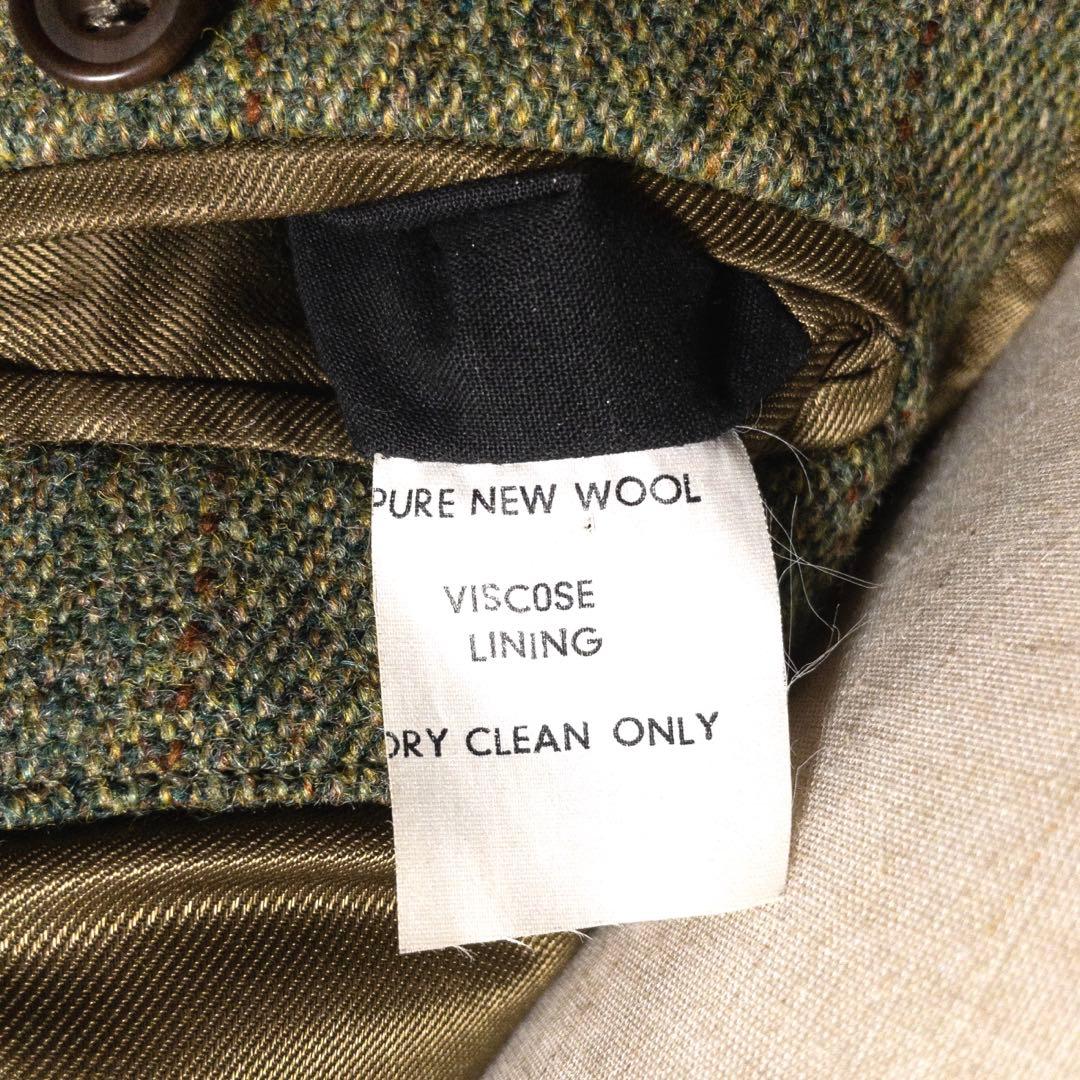 PURE NEW WOOL
VISCOSE
LINING
DRY CLEAN ONLY